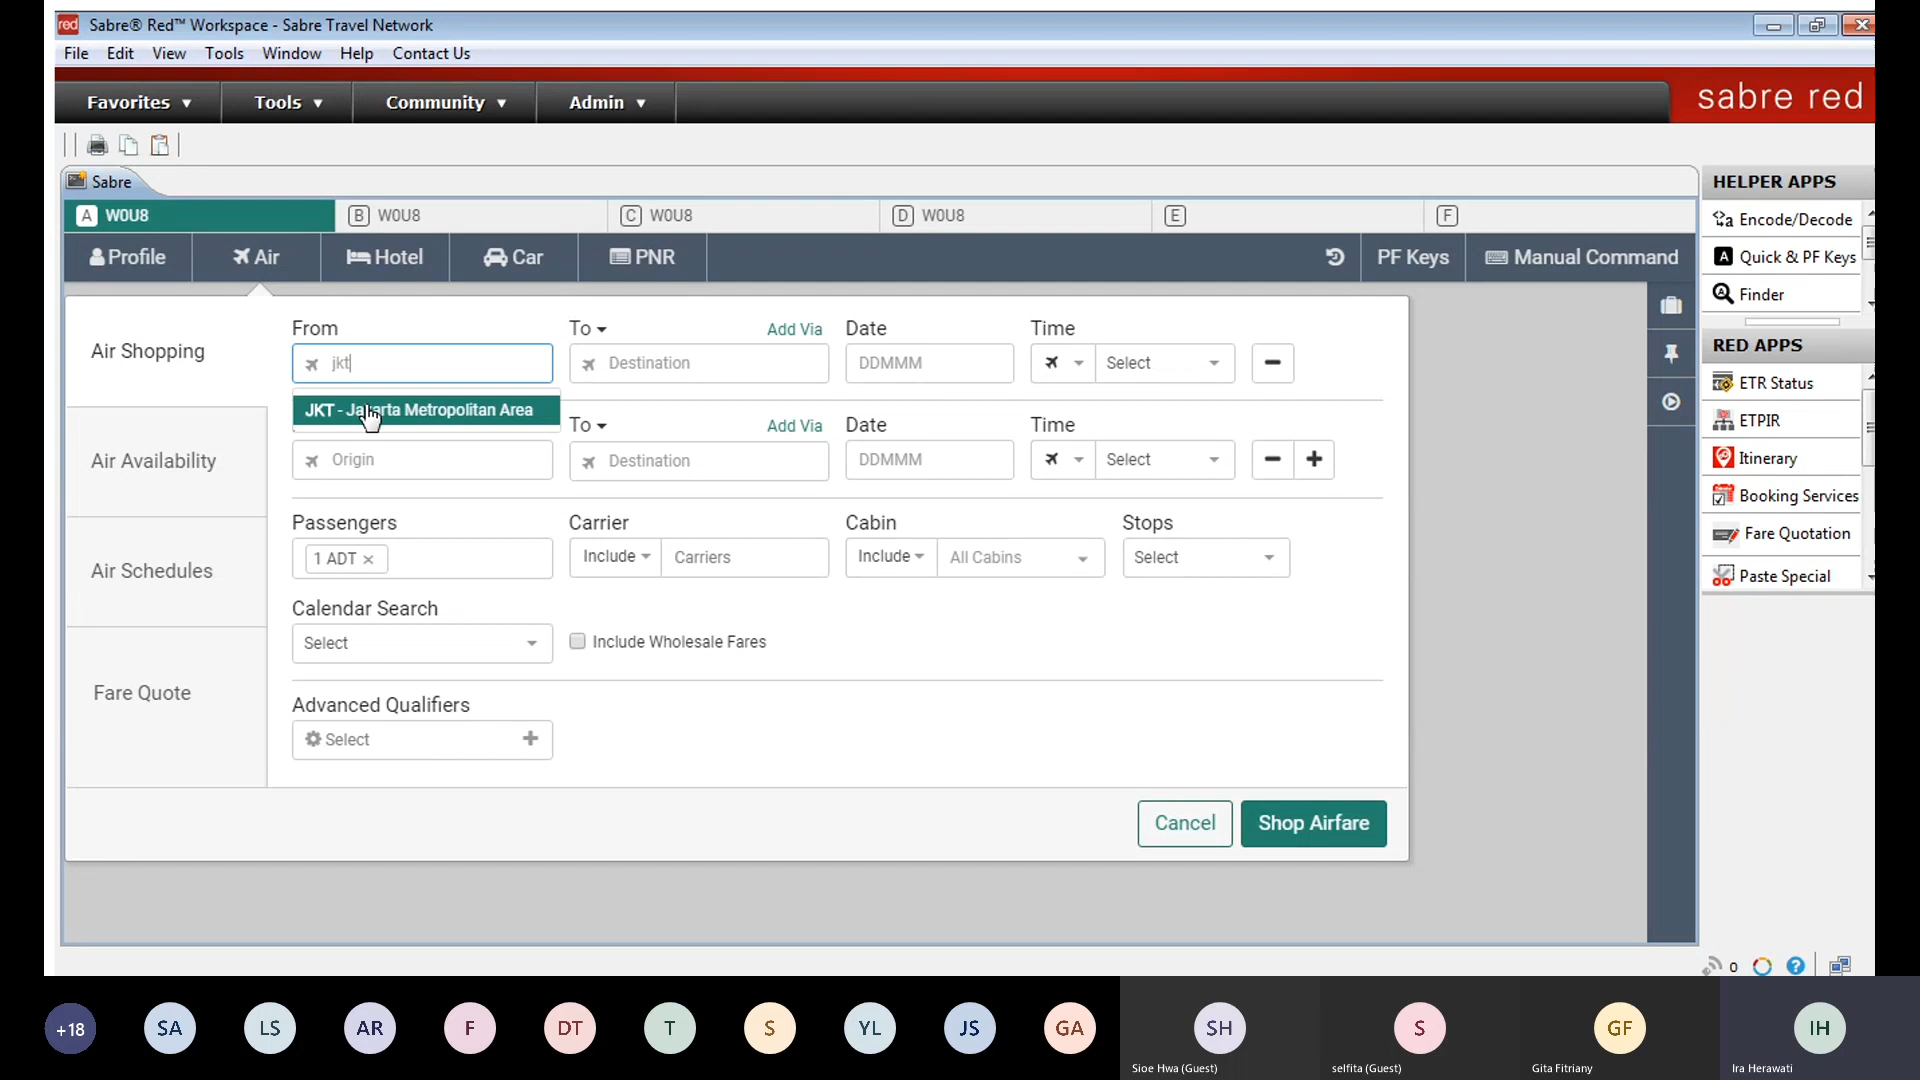 red Sabre® Red™ Workspace - Sabre Travel Network
File Edit View Tools Window Help Contact Us
Favorites Tools Community Admin sabre red
Sabre
A W0U8 B W0U8 C W0U8 D W0U8 E F
Profile Air Hotel Car PNR PF Keys Manual Command
Air Shopping
Air Availability
Air Schedules
Fare Quote
From To Add Via Date Time
jkt Destination DDMMM Select
JKT - Jakarta Metropolitan Area
To Add Via Date Time
Origin Destination DDMMM Select
Passengers Carrier Cabin Stops
1 ADT Include Carriers Include All Cabins Select
Calendar Search
Select Include Wholesale Fares
Advanced Qualifiers
Select
Cancel Shop Airfare
HELPER APPS
Encode/Decode
A Quick & PF Keys
Finder
RED APPS
ETR Status
ETPIR
Itinerary
Booking Services
Fare Quotation
Paste Special
0
+18 SA LS AR F DT T S YL JS GA SH S GF IH
Sioe Hwa (Guest) selfita (Guest) Gita Fitriany Ira Herawati